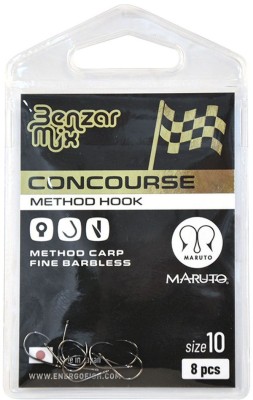 Benzar
Mix
CONCOURSE
METHOD HOOK
METHOD CARP
FINE BARBLESS
MARUTO
MARUTO
size 10
Made in Japan
WWW.ENERGOFISH.COM
8 pcs